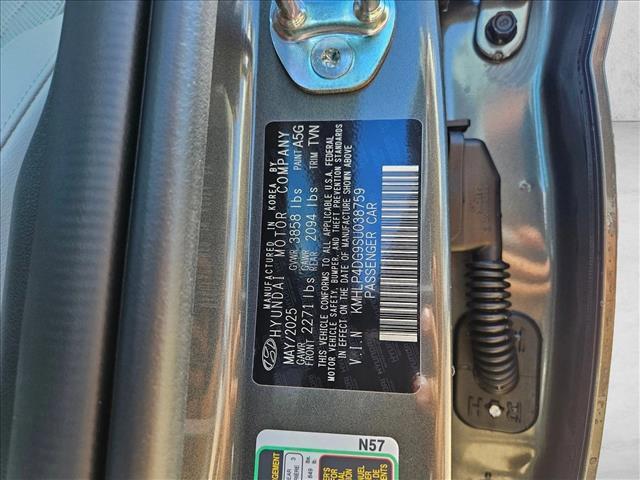 MANUFACTURED IN KOREA BY
HYUNDAI MOTOR COMPANY
MAY/2025 GVWR 3858 lbs PAINT A5G
GAWR FRONT 2271 lbs GAWR REAR 2094 lbs TRIM TVN
THIS VEHICLE CONFORMS TO ALL APPLICABLE U.S.A. FEDERAL
MOTOR VEHICLE SAFETY, BUMPER, AND THEFT PREVENTION STANDARDS
IN EFFECT ON THE DATE OF MANUFACTURE SHOWN ABOVE
V.I.N KMHLP4DG9SU038759
PASSENGER CAR
N57